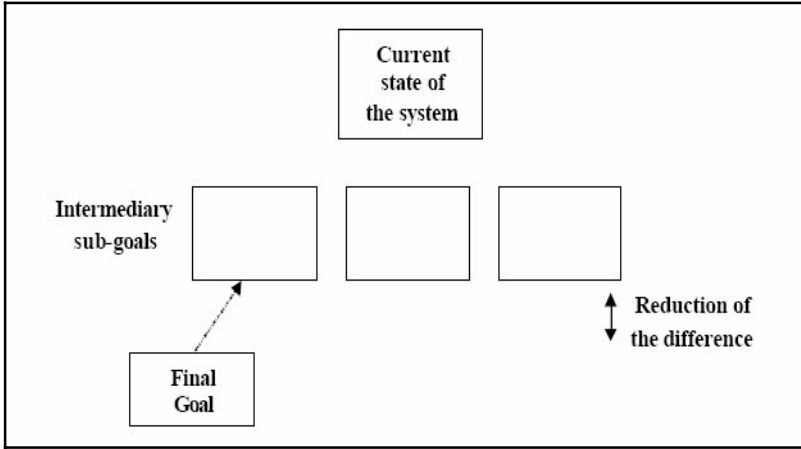 Current
state of
the system
Intermediary
sub-goals
Reduction of
the difference
Final
Goal